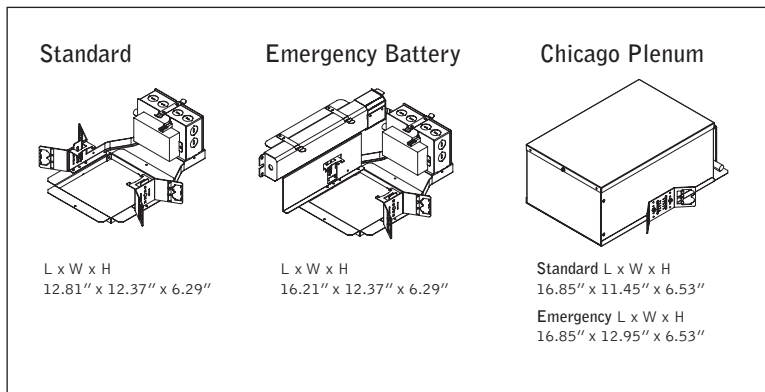 Standard
L x W x H
12.81″ x 12.37″ x 6.29″
Emergency Battery
L x W x H
16.21″ x 12.37″ x 6.29″
Chicago Plenum
Standard L x W x H
16.85″ x 11.45″ x 6.53″
Emergency L x W x H
16.85″ x 12.95″ x 6.53″